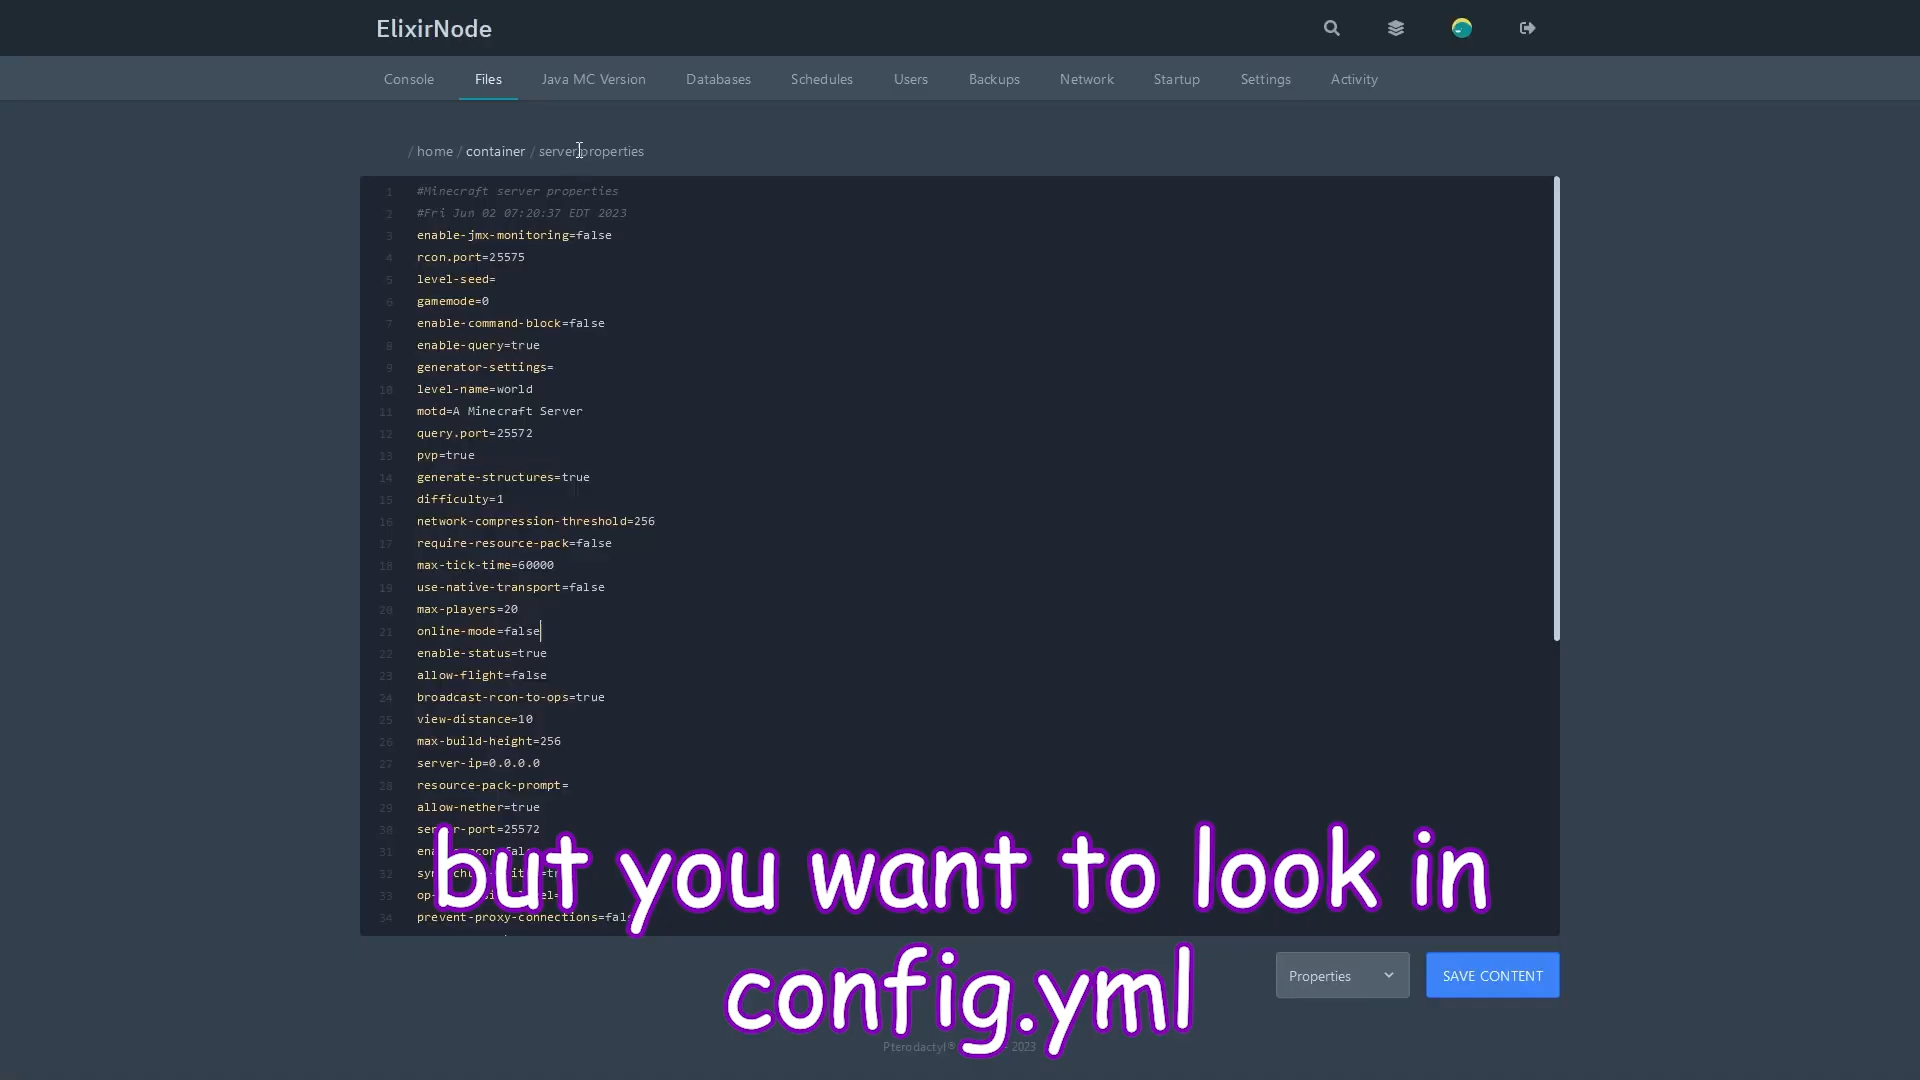 ElixirNode
Console Files Java MC Version Databases Schedules Users Backups Network Startup Settings Activity
/ home / container / server.properties
1 #Minecraft server properties
2 #Fri Jun 02 07:20:37 EDT 2023
3 enable-jmx-monitoring=false
4 rcon.port=25575
5 level-seed=
6 gamemode=0
7 enable-command-block=false
8 enable-query=true
9 generator-settings=
10 level-name=world
11 motd=A Minecraft Server
12 query.port=25572
13 pvp=true
14 generate-structures=true
15 difficulty=1
16 network-compression-threshold=256
17 require-resource-pack=false
18 max-tick-time=60000
19 use-native-transport=false
20 max-players=20
21 online-mode=false
22 enable-status=true
23 allow-flight=false
24 broadcast-rcon-to-ops=true
25 view-distance=10
26 max-build-height=256
27 server-ip=0.0.0.0
28 resource-pack-prompt=
29 allow-nether=true
30 server-port=25572
31
32
33
34 prevent-proxy-connections=false
but you want to look in
config.yml
Properties SAVE CONTENT
Pterodactyl® 2023